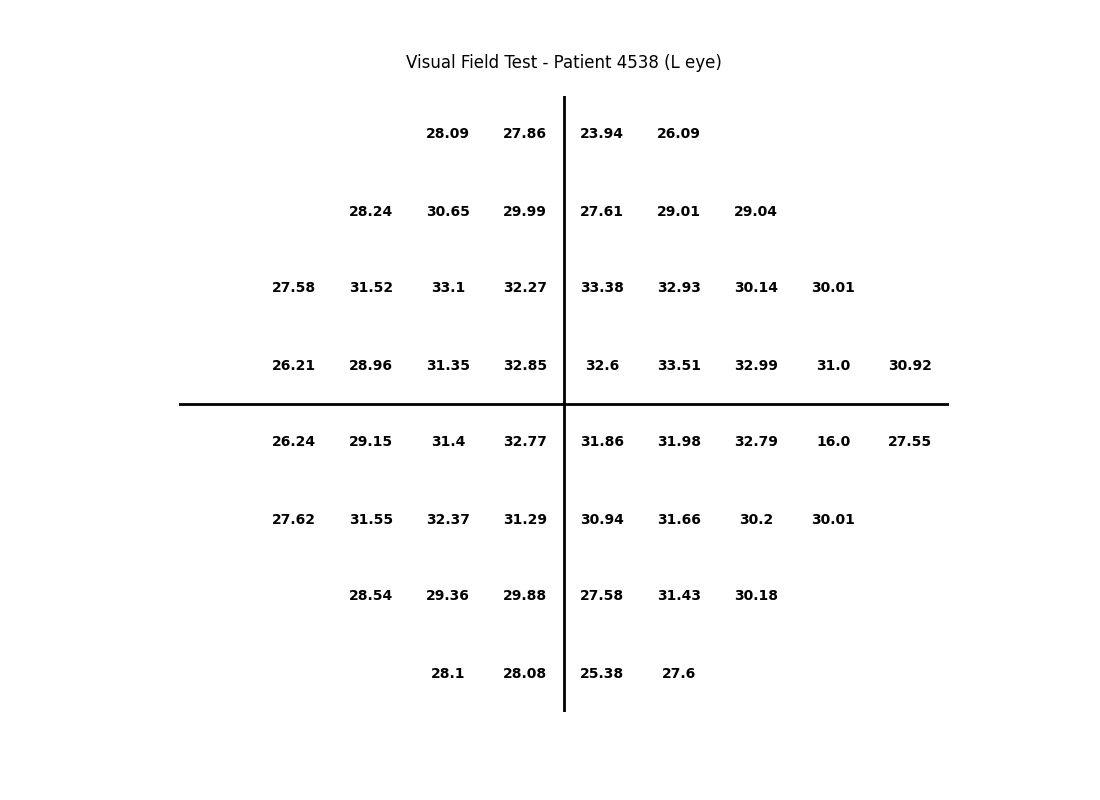 Visual Field Test - Patient 4538 (L eye)
28.09 27.86 23.94 26.09
28.24 30.65 29.99 27.61 29.01 29.04
27.58 31.52 33.1 32.27 33.38 32.93 30.14 30.01
26.21 28.96 31.35 32.85 32.6 33.51 32.99 31.0 30.92
26.24 29.15 31.4 32.77 31.86 31.98 32.79 16.0 27.55
27.62 31.55 32.37 31.29 30.94 31.66 30.2 30.01
28.54 29.36 29.88 27.58 31.43 30.18
28.1 28.08 25.38 27.6